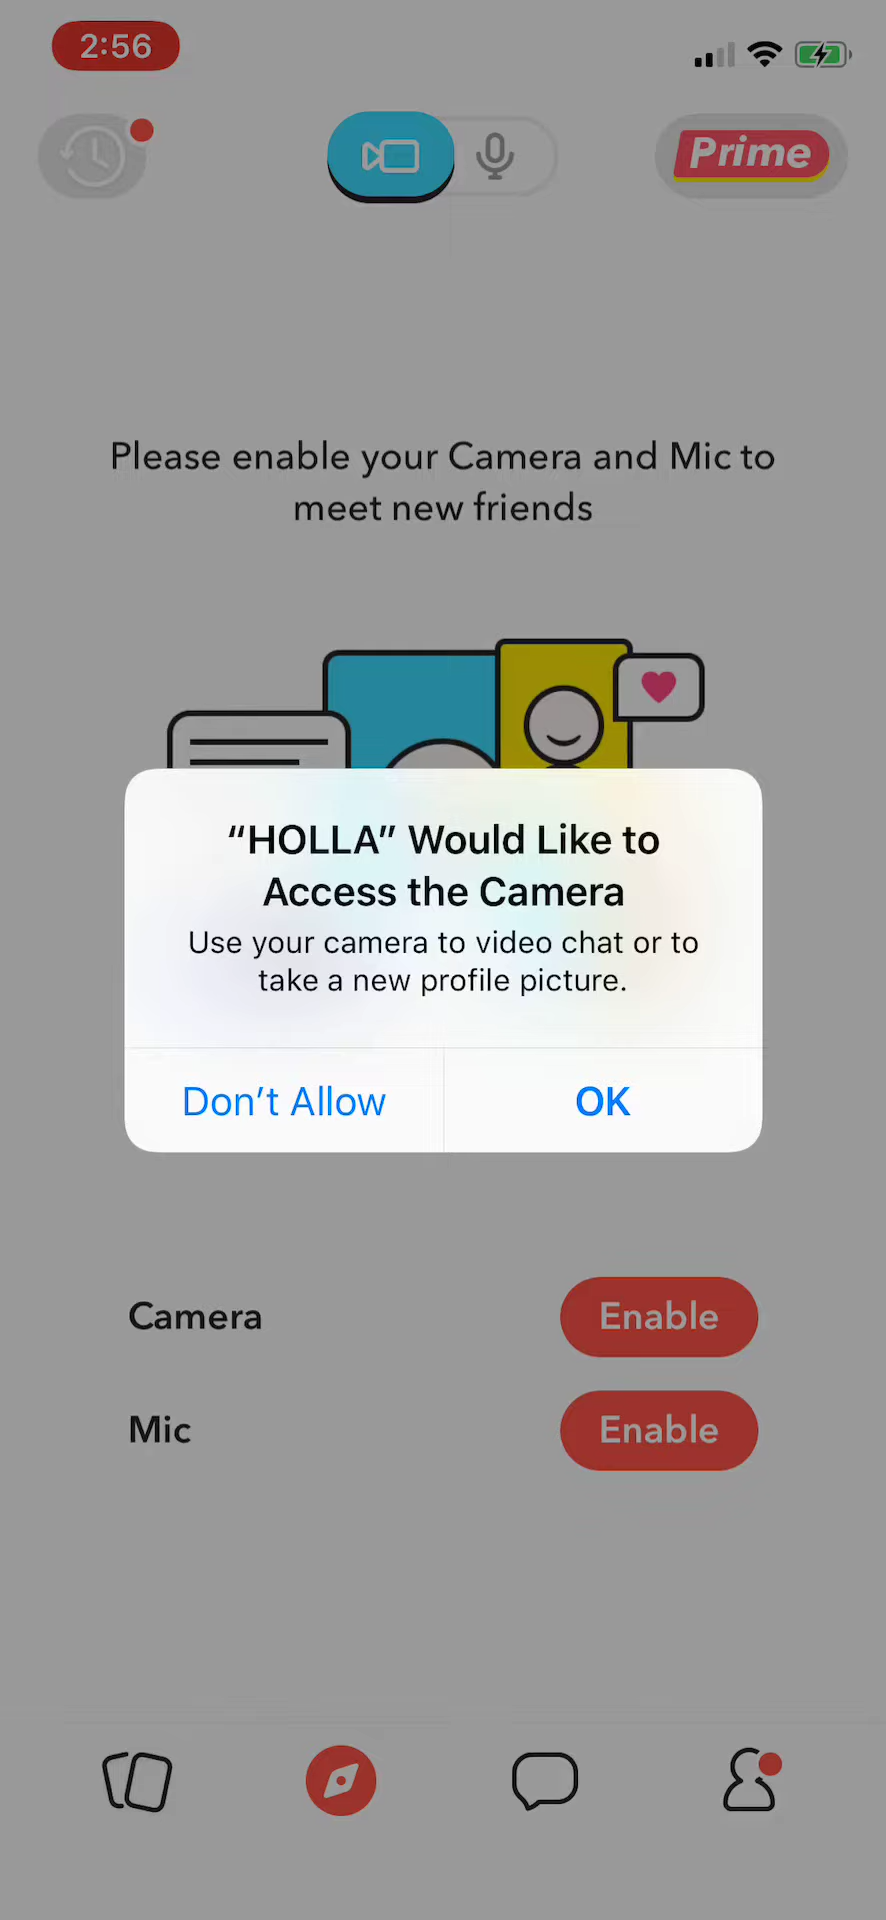 2:56
Prime
Please enable your Camera and Mic to
meet new friends
“HOLLA” Would Like to
Access the Camera
Use your camera to video chat or to
take a new profile picture.
Don’t Allow
OK
Camera
Enable
Mic
Enable